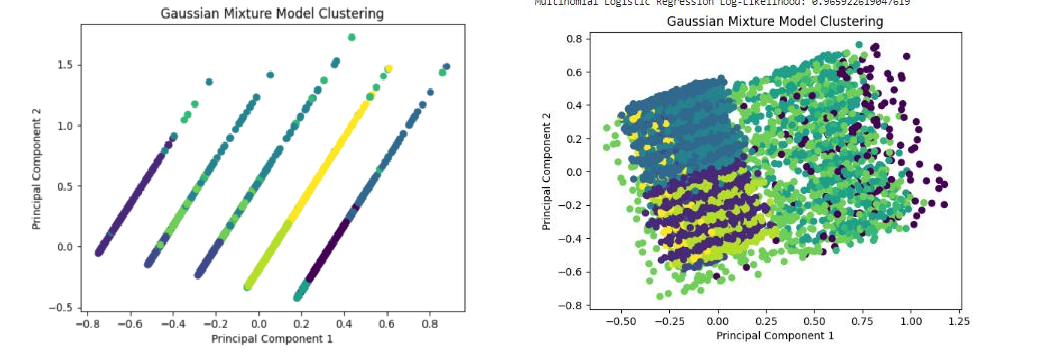 Multinomial Logistic Regression Log-Likelihood: 0.965922619047619
Gaussian Mixture Model Clustering
1.5
1.0
0.5
0.0
−0.5
Principal Component 2
−0.8 −0.6 −0.4 −0.2 0.0 0.2 0.4 0.6 0.8
Principal Component 1
Gaussian Mixture Model Clustering
0.8
0.6
0.4
0.2
0.0
−0.2
−0.4
−0.6
−0.8
Principal Component 2
−0.50 −0.25 0.00 0.25 0.50 0.75 1.00 1.25
Principal Component 1